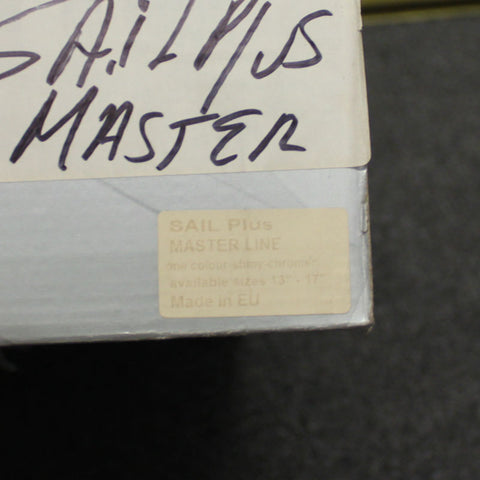 SAIL Plus
MASTER
SAIL Plus
MASTER LINE
one colour-shiny-chrome
available sizes 13" - 17"
Made in EU